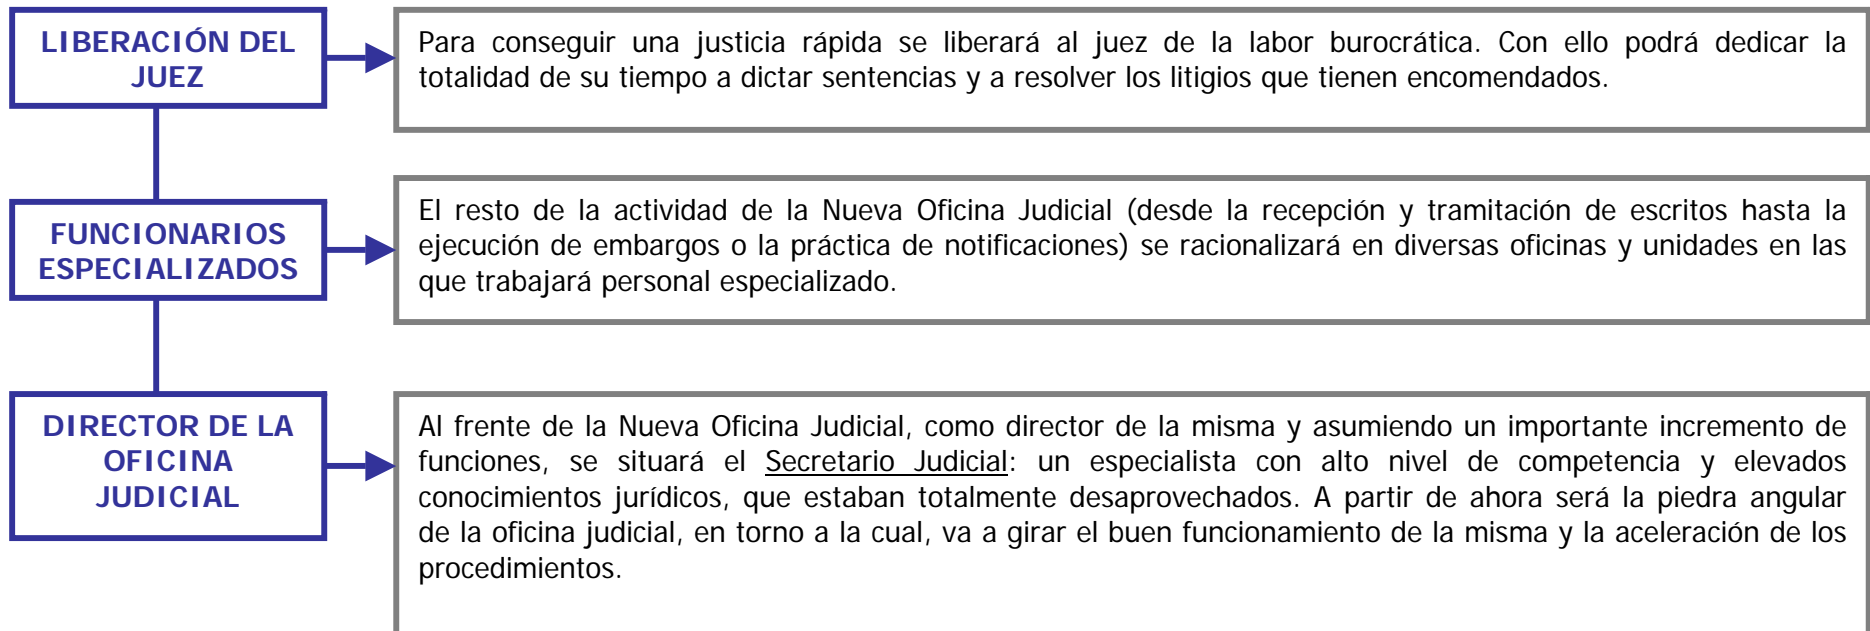 LIBERACIÓN DEL
JUEZ
Para conseguir una justicia rápida se liberará al juez de la labor burocrática. Con ello podrá dedicar la
totalidad de su tiempo a dictar sentencias y a resolver los litigios que tienen encomendados.
FUNCIONARIOS
ESPECIALIZADOS
El resto de la actividad de la Nueva Oficina Judicial (desde la recepción y tramitación de escritos hasta la
ejecución de embargos o la práctica de notificaciones) se racionalizará en diversas oficinas y unidades en las
que trabajará personal especializado.
DIRECTOR DE LA
OFICINA
JUDICIAL
Al frente de la Nueva Oficina Judicial, como director de la misma y asumiendo un importante incremento de
funciones, se situará el Secretario Judicial: un especialista con alto nivel de competencia y elevados
conocimientos jurídicos, que estaban totalmente desaprovechados. A partir de ahora será la piedra angular
de la oficina judicial, en torno a la cual, va a girar el buen funcionamiento de la misma y la aceleración de los
procedimientos.